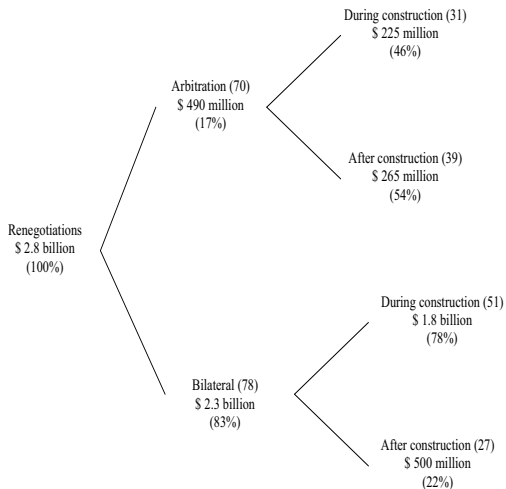 During construction (31)
$ 225 million
(46%)
Arbitration (70)
$ 490 million
(17%)
After construction (39)
$ 265 million
(54%)
Renegotiations
$ 2.8 billion
(100%)
During construction (51)
$ 1.8 billion
(78%)
Bilateral (78)
$ 2.3 billion
(83%)
After construction (27)
$ 500 million
(22%)